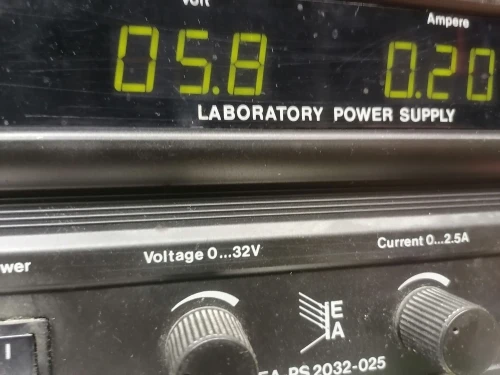 Volt
Ampere
05.8
0.20
LABORATORY POWER SUPPLY
Voltage 0...32V
Current 0...2.5A
wer
E
A
EA-PS 2032-025
I